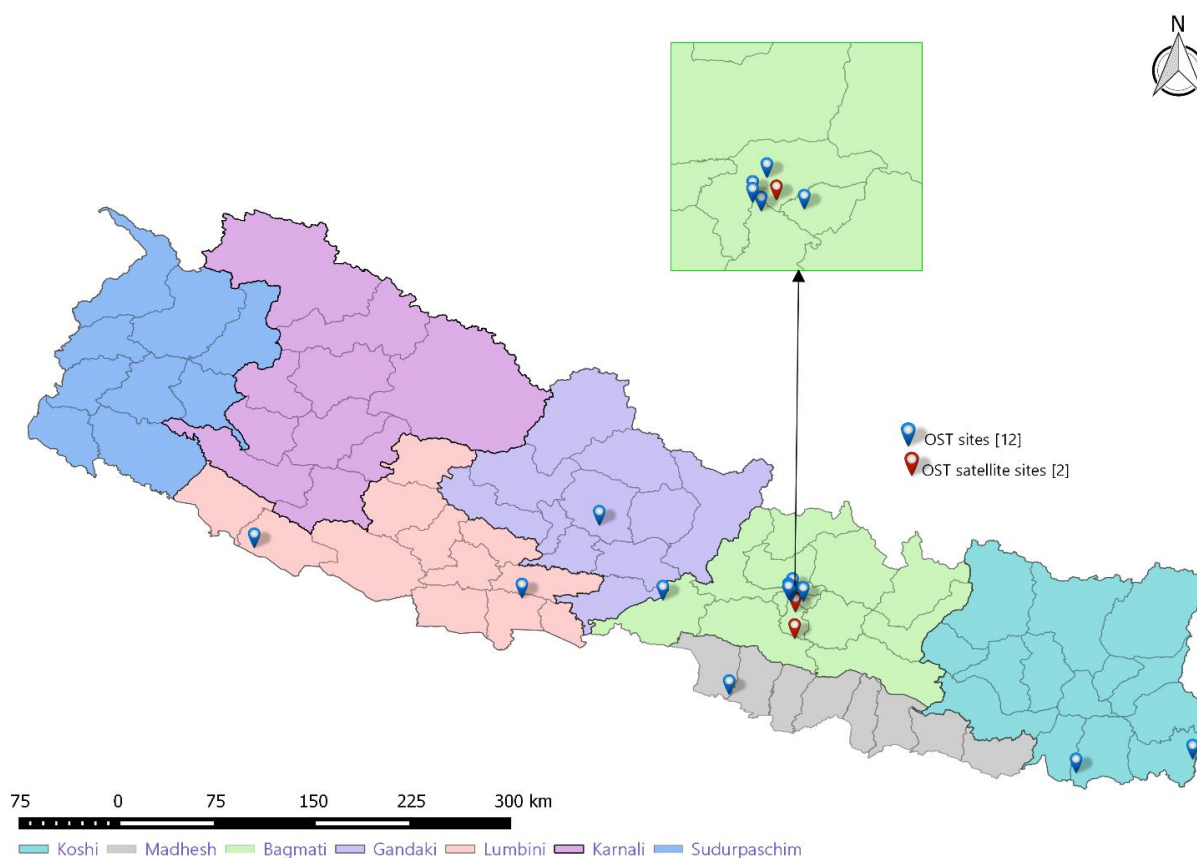 N
OST sites [12]
OST satellite sites [2]
75 0 75 150 225 300 km
Koshi Madhesh Bagmati Gandaki Lumbini Karnali Sudurpaschim